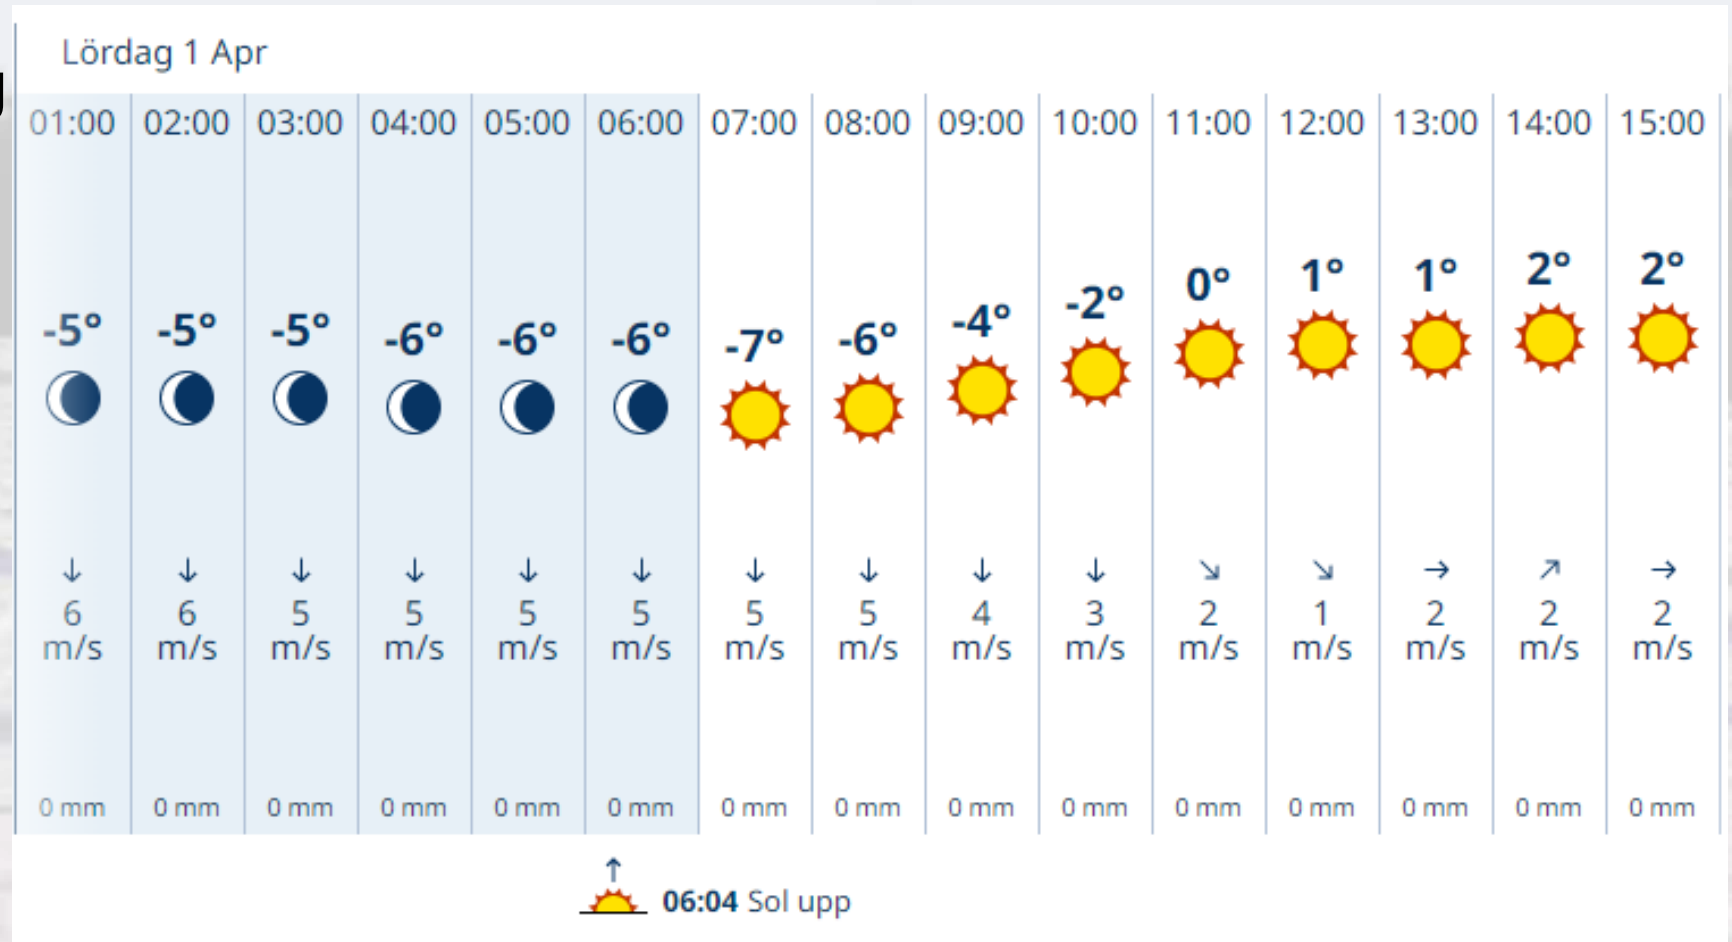 Lördag 1 Apr
01:00 02:00 03:00 04:00 05:00 06:00 07:00 08:00 09:00 10:00 11:00 12:00 13:00 14:00 15:00
-5° -5° -5° -6° -6° -6° -7° -6° -4° -2° 0° 1° 1° 2° 2°
6 6 5 5 5 5 5 5 4 3 2 1 2 2 2
m/s m/s m/s m/s m/s m/s m/s m/s m/s m/s m/s m/s m/s m/s m/s
0 mm 0 mm 0 mm 0 mm 0 mm 0 mm 0 mm 0 mm 0 mm 0 mm 0 mm 0 mm 0 mm 0 mm 0 mm
06:04 Sol upp